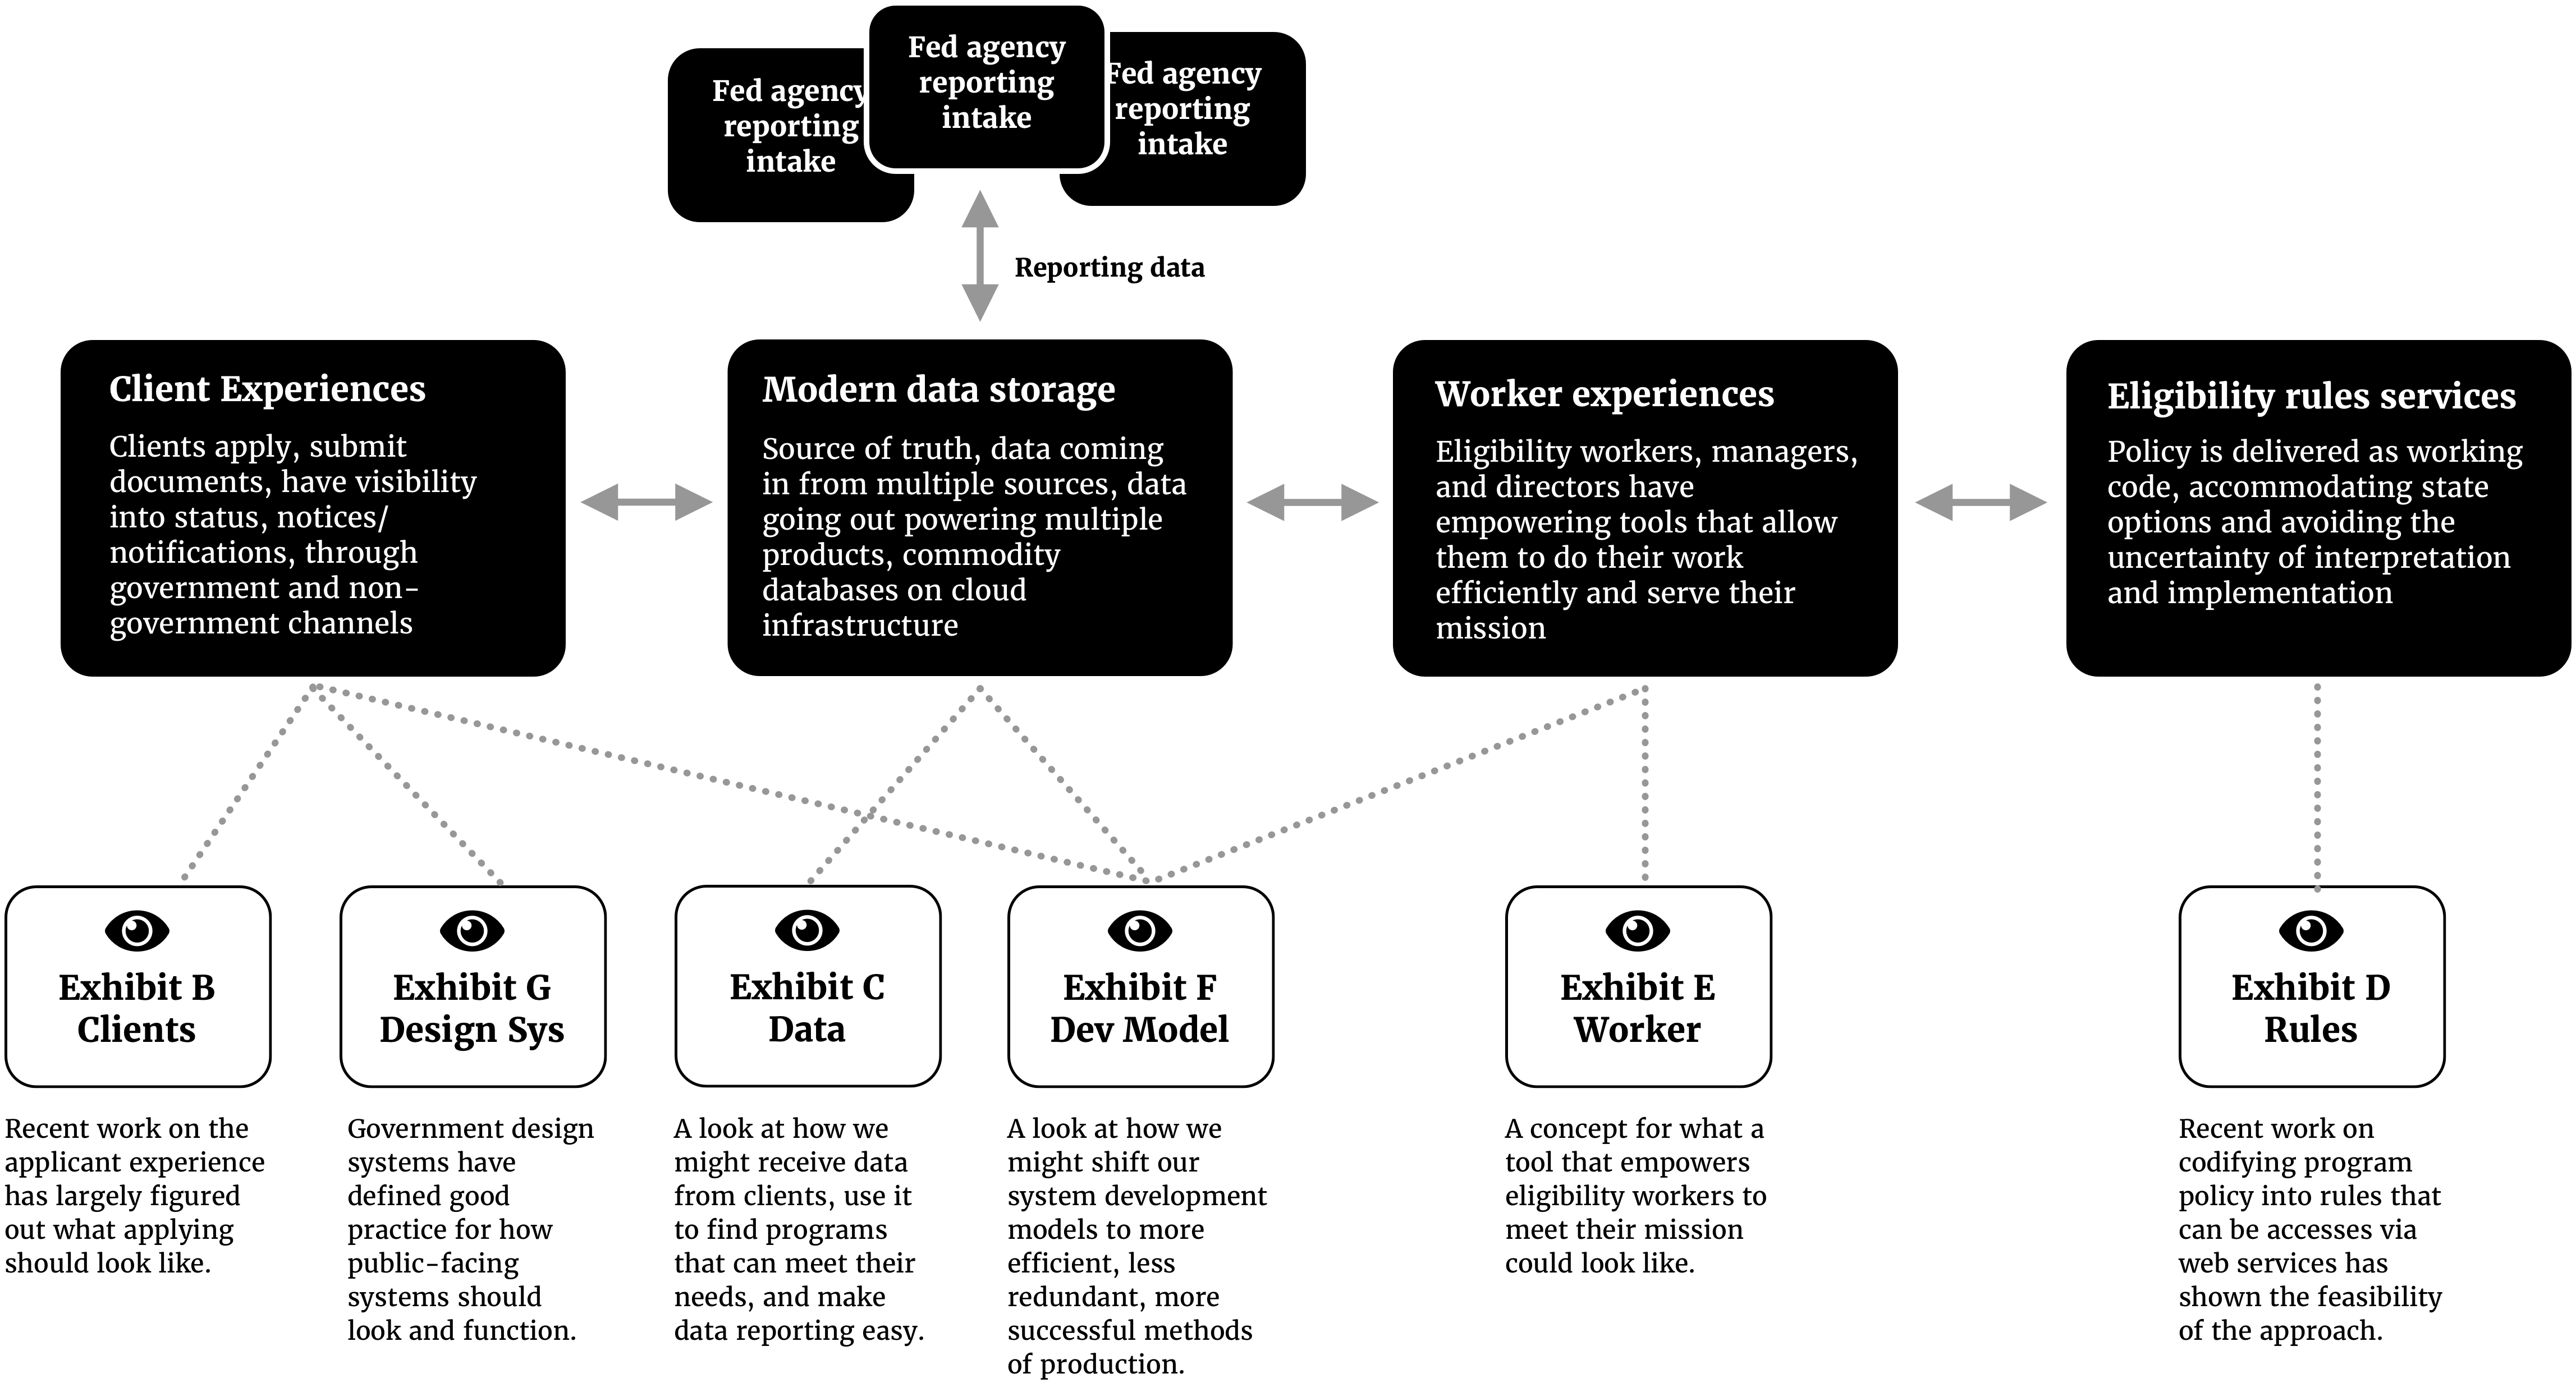 Fed agency
reporting
intake
Fed agency
reporting
intake
Fed agency
reporting
intake
Reporting data
Client Experiences
Clients apply, submit
documents, have visibility
into status, notices/
notifications, through
government and non-
government channels
Modern data storage
Source of truth, data coming
in from multiple sources, data
going out powering multiple
products, commodity
databases on cloud
infrastructure
Worker experiences
Eligibility workers, managers,
and directors have
empowering tools that allow
them to do their work
efficiently and serve their
mission
Eligibility rules services
Policy is delivered as working
code, accommodating state
options and avoiding the
uncertainty of interpretation
and implementation
Exhibit B
Clients
Recent work on the
applicant experience
has largely figured
out what applying
should look like.
Exhibit G
Design Sys
Government design
systems have
defined good
practice for how
public-facing
systems should
look and function.
Exhibit C
Data
A look at how we
might receive data
from clients, use it
to find programs
that can meet their
needs, and make
data reporting easy.
Exhibit F
Dev Model
A look at how we
might shift our
system development
models to more
efficient, less
redundant, more
successful methods
of production.
Exhibit E
Worker
A concept for what a
tool that empowers
eligibility workers to
meet their mission
could look like.
Exhibit D
Rules
Recent work on
codifying program
policy into rules that
can be accesses via
web services has
shown the feasibility
of the approach.